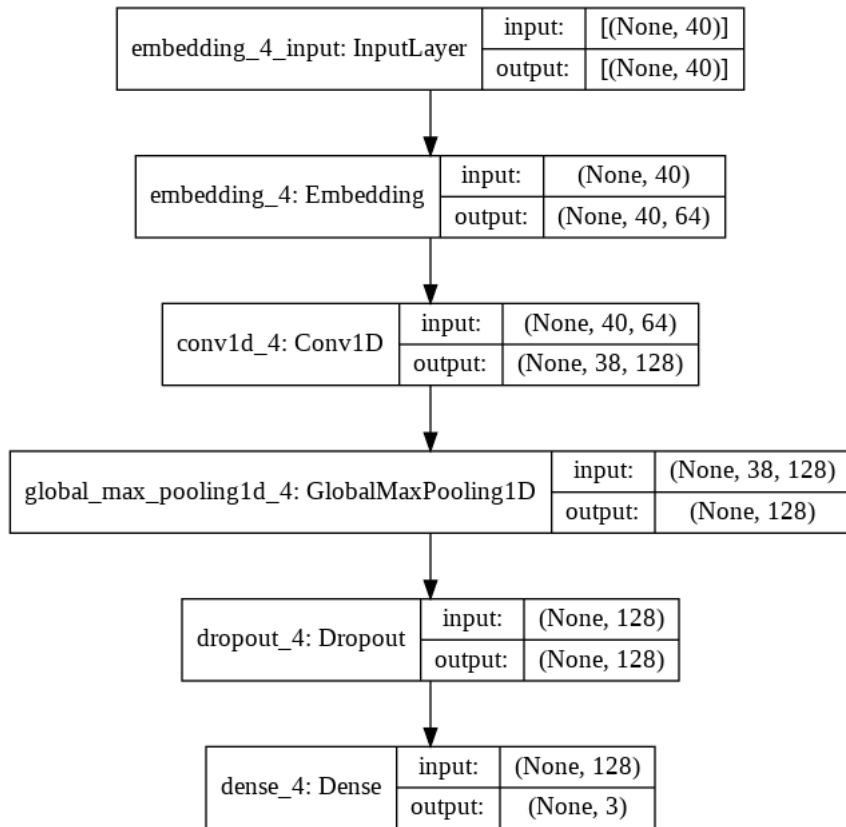 embedding_4_input: InputLayer
input: [(None, 40)]
output: [(None, 40)]
embedding_4: Embedding
input: (None, 40)
output: (None, 40, 64)
conv1d_4: Conv1D
input: (None, 40, 64)
output: (None, 38, 128)
global_max_pooling1d_4: GlobalMaxPooling1D
input: (None, 38, 128)
output: (None, 128)
dropout_4: Dropout
input: (None, 128)
output: (None, 128)
dense_4: Dense
input: (None, 128)
output: (None, 3)